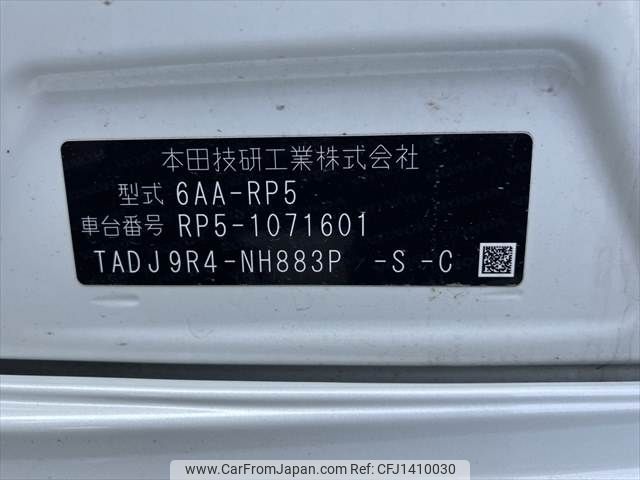 本田技研工業株式会社
型式 6AA-RP5
車台番号 RP5-1071601
TADJ9R4-NH883P -S -C
www.CarFromJapan.com CFJ1410030